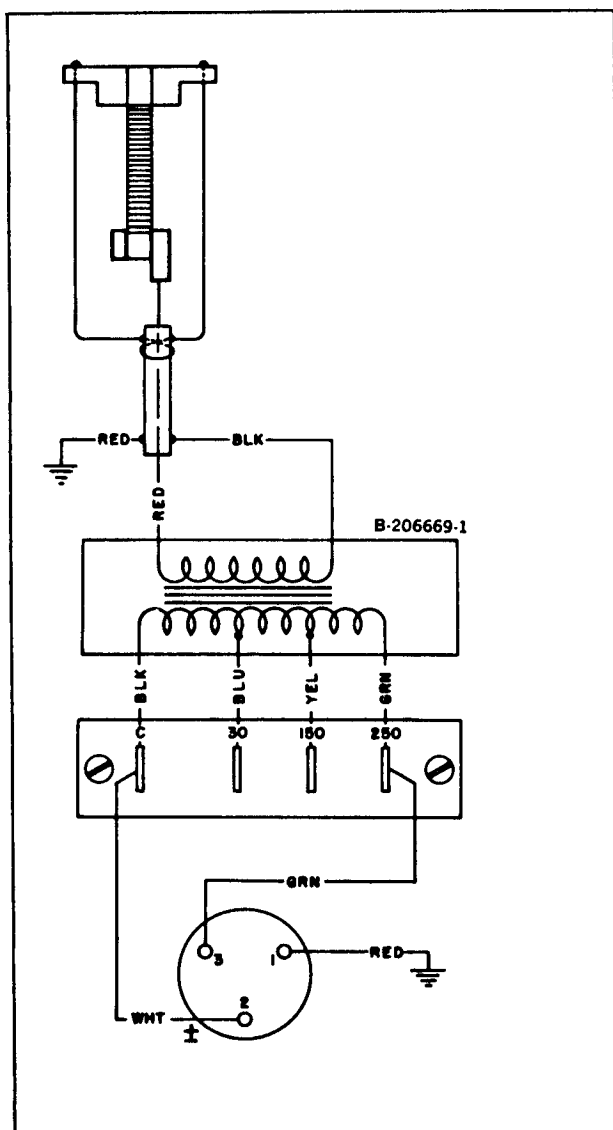 RED
BLK
RED
B-206669-1
BLK
BLU
YEL
GRN
C
30
150
250
GRN
3
1
RED
2
WHT
±